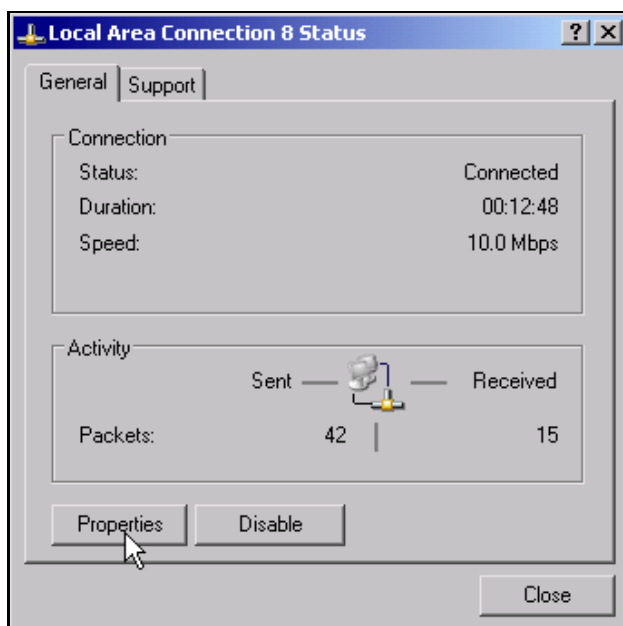 Local Area Connection 8 Status
General Support
Connection
Status: Connected
Duration: 00:12:48
Speed: 10.0 Mbps
Activity
Sent Received
Packets: 42 15
Properties Disable
Close